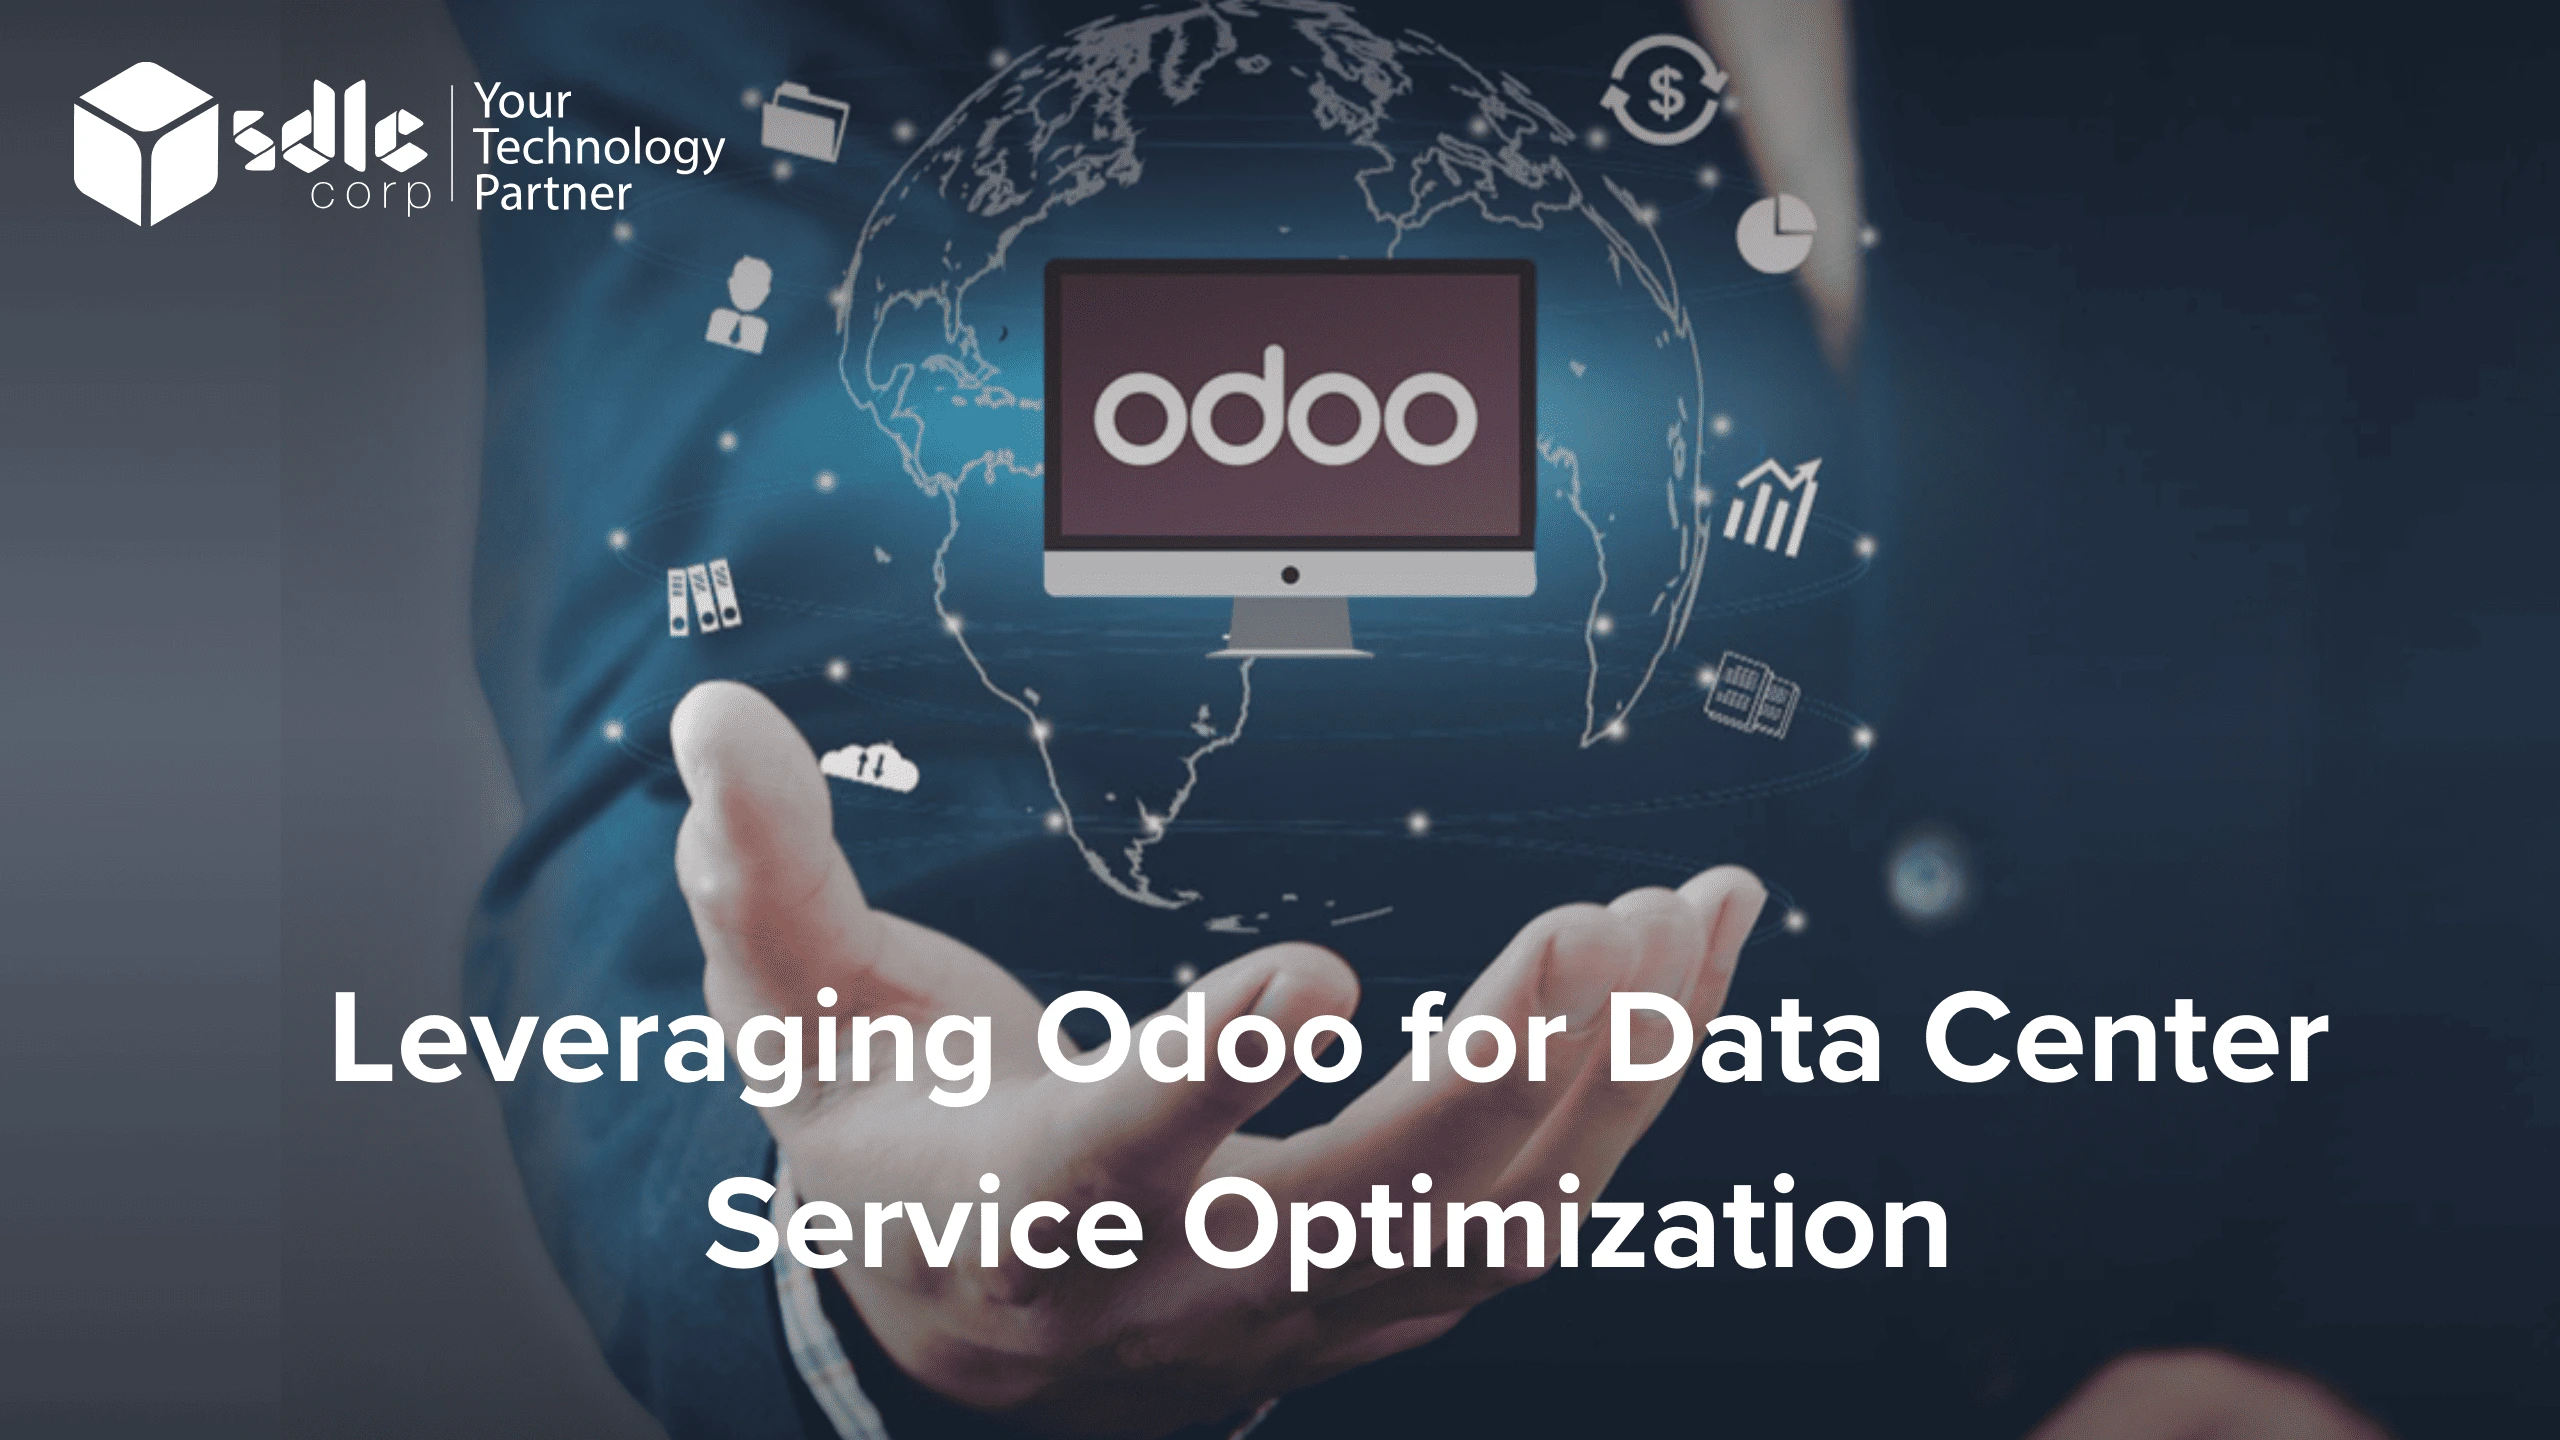 sdlc
corp
Your
Technology
Partner
odoo
Leveraging Odoo for Data Center
Service Optimization